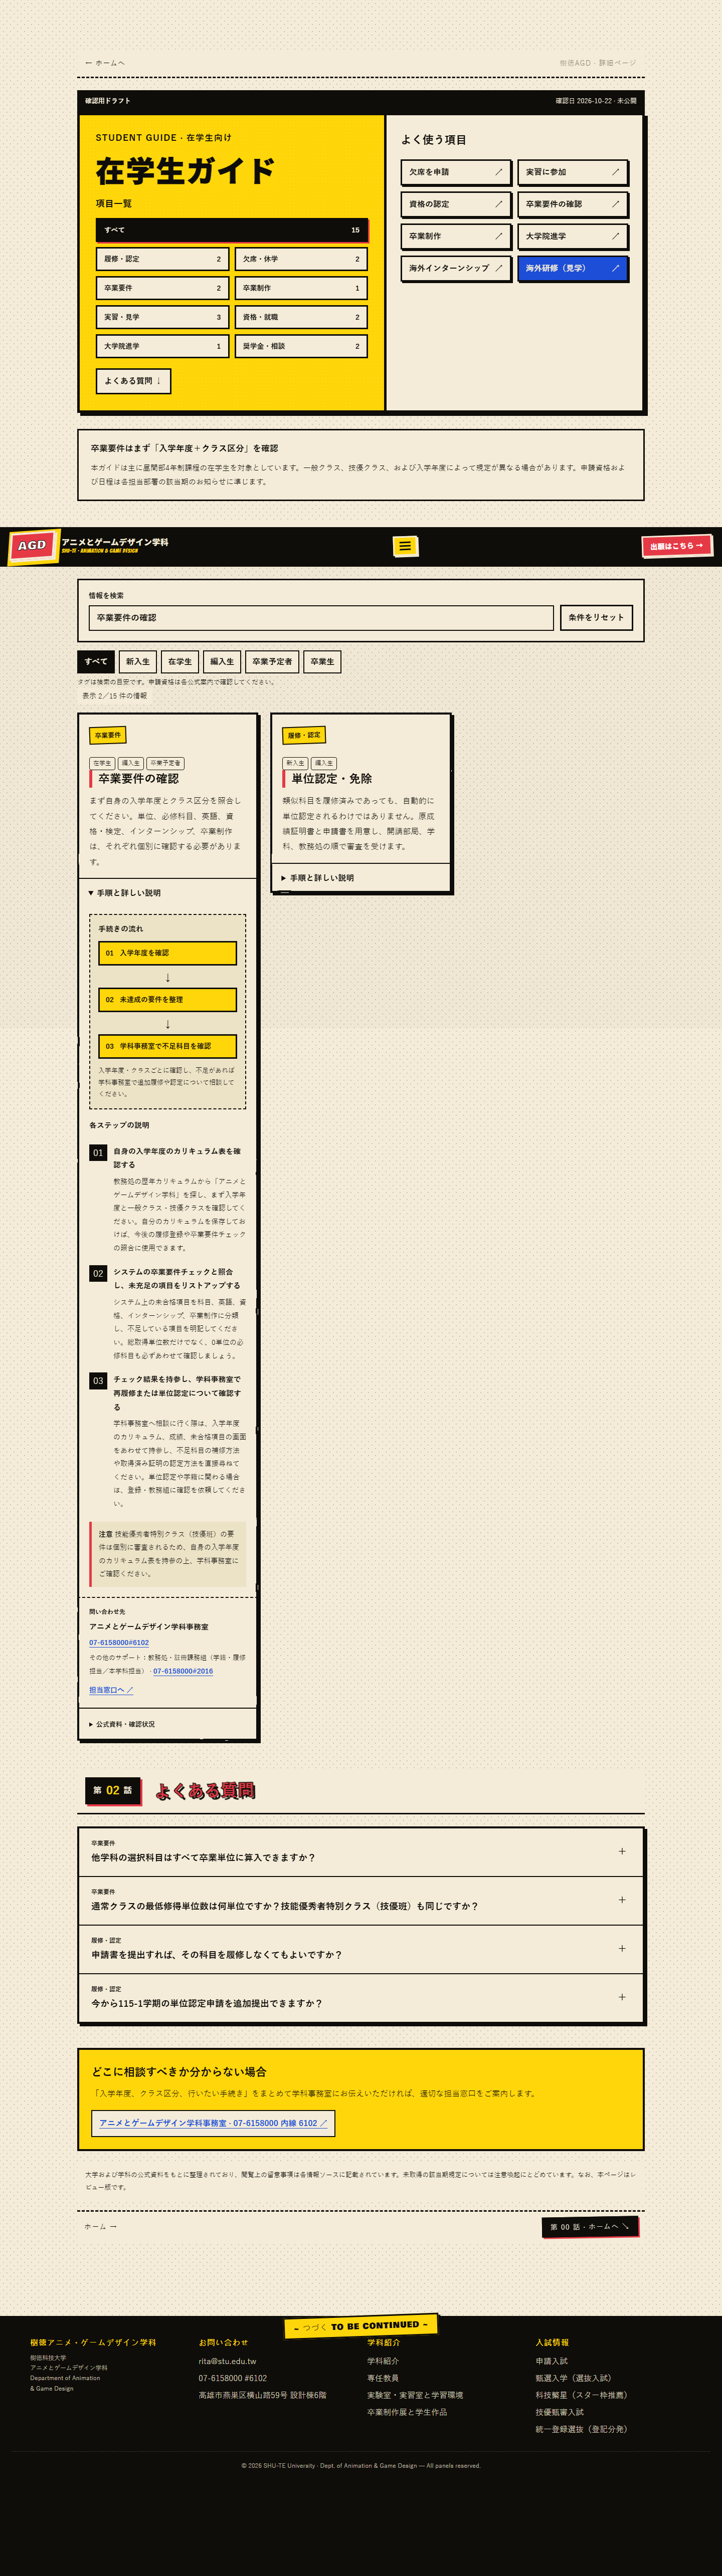 ← ホームへ
樹徳AGD · 詳細ページ
確認用ドラフト
確認日 2026-10-22 · 未公開
STUDENT GUIDE · 在学生向け
在学生ガイド
項目一覧
すべて 15
履修・認定 2
欠席・休学 2
卒業要件 2
卒業制作 1
実習・見学 3
資格・就職 2
大学院進学 1
奨学金・相談 2
よくある質問 ↓
よく使う項目
欠席を申請 ↗
実習に参加 ↗
資格の認定 ↗
卒業要件の確認 ↗
卒業制作 ↗
大学院進学 ↗
海外インターンシップ ↗
海外研修（見学） ↗
卒業要件はまず「入学年度＋クラス区分」を確認
本ガイドは主に昼間部4年制課程の在学生を対象としています。一般クラス、技優クラス、および入学年度によって規定が異なる場合があります。申請資格およ
び日程は各担当部署の該当期のお知らせに準じます。
AGD
アニメとゲームデザイン学科
SHU-TE · ANIMATION & GAME DESIGN
出願はこちら →
情報を検索
卒業要件の確認
条件をリセット
すべて
新入生
在学生
編入生
卒業予定者
卒業生
タグは検索の目安です。申請資格は各公式案内で確認してください。
表示 2／15 件の情報
卒業要件
在学生
編入生
卒業予定者
卒業要件の確認
まず自身の入学年度とクラス区分を照合し
てください。単位、必修科目、英語、資
格・検定、インターンシップ、卒業制作
は、それぞれ個別に確認する必要がありま
す。
▼ 手順と詳しい説明
手続きの流れ
01 入学年度を確認
↓
02 未達成の要件を整理
↓
03 学科事務室で不足科目を確認
入学年度・クラスごとに確認し、不足があれば
学科事務室で追加履修や認定について相談して
ください。
各ステップの説明
01
自身の入学年度のカリキュラム表を確
認する
教務処の歴年カリキュラムから「アニメと
ゲームデザイン学科」を探し、まず入学年
度と一般クラス・技優クラスを確認してく
ださい。自分のカリキュラムを保存してお
けば、今後の履修登録や卒業要件チェック
の照合に使用できます。
02
システムの卒業要件チェックと照合
し、未充足の項目をリストアップする
システム上の未合格項目を科目、英語、資
格、インターンシップ、卒業制作に分類
し、不足している項目を明記してくださ
い。総取得単位数だけでなく、0単位の必
修科目も必ずあわせて確認しましょう。
03
チェック結果を持参し、学科事務室で
再履修または単位認定について確認す
る
学科事務室へ相談に行く際は、入学年度
のカリキュラム、成績、未合格項目の画面
をあわせて持参し、不足科目の補修方法
や取得済み証明の認定方法を直接尋ねて
ください。単位認定や学籍に関わる場合
は、登録・教務組に確認を依頼してくださ
い。
注意 技能優秀者特別クラス（技優班）の要
件は個別に審査されるため、自身の入学年度
のカリキュラム表を持参の上、学科事務室に
ご確認ください。
問い合わせ先
アニメとゲームデザイン学科事務室
07-6158000#6102
その他のサポート：教務処・註冊課務組（学籍・履修
担当／本学科担当） · 07-6158000#2016
担当窓口へ ↗
▶ 公式資料・確認状況
履修・認定
新入生
編入生
単位認定・免除
類似科目を履修済みであっても、自動的に
単位認定されるわけではありません。原成
績証明書と申請書を用意し、開講部局、学
科、教務処の順で審査を受けます。
▶ 手順と詳しい説明
第 02 話
よくある質問
卒業要件
他学科の選択科目はすべて卒業単位に算入できますか？
＋
卒業要件
通常クラスの最低修得単位数は何単位ですか？技能優秀者特別クラス（技優班）も同じですか？
＋
履修・認定
申請書を提出すれば、その科目を履修しなくてもよいですか？
＋
履修・認定
今から115-1学期の単位認定申請を追加提出できますか？
＋
どこに相談すべきか分からない場合
「入学年度、クラス区分、行いたい手続き」をまとめて学科事務室にお伝えいただければ、適切な担当窓口をご案内します。
アニメとゲームデザイン学科事務室 · 07-6158000 内線 6102 ↗
大学および学科の公式資料をもとに整理されており、閲覧上の留意事項は各情報ソースに記載されています。未取得の該当期規定については注意喚起にとどめています。なお、本ページはレ
ビュー版です。
ホーム →
第 00 話 · ホームへ ↘
~ つづく TO BE CONTINUED ~
樹徳アニメ・ゲームデザイン学科
樹徳科技大学
アニメとゲームデザイン学科
Department of Animation
& Game Design
お問い合わせ
rita@stu.edu.tw
07-6158000 #6102
高雄市燕巣区横山路59号 設計棟6階
学科紹介
学科紹介
専任教員
実験室・実習室と学習環境
卒業制作展と学生作品
入試情報
申請入試
甄選入学（選抜入試）
科技繁星（スター枠推薦）
技優甄審入試
統一登録選抜（登記分発）
© 2026 SHU-TE University · Dept. of Animation & Game Design — All panels reserved.